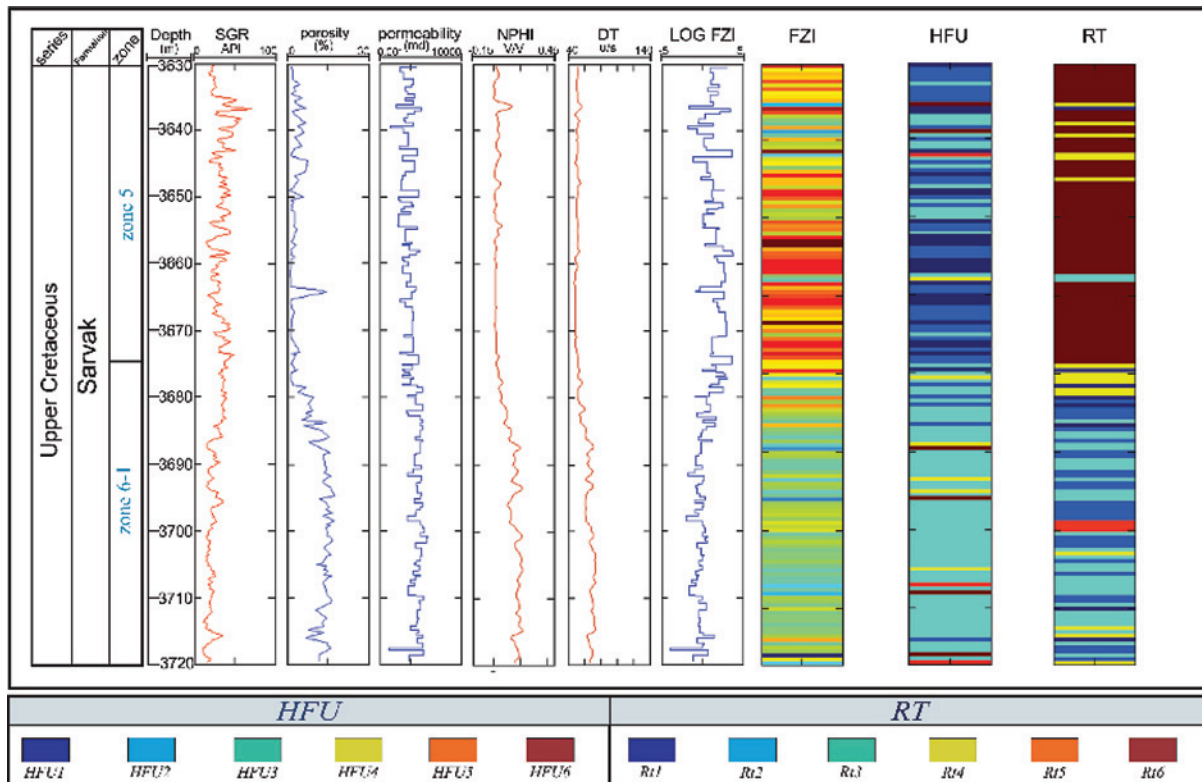 Series
Formation
zone
Depth
(m)
SGR
API
0 100
porosity
(%)
permeability
(md)
10000
NPHI
V/V
-0.15 0.45
DT
u/s
40 140
LOG FZI
-5 5
FZI
HFU
RT
3630
3640
3650
3660
3670
3680
3690
3700
3710
3720
Upper Cretaceous
Sarvak
zone 5
zone 6-1
HFU
RT
HFU1 HFU2 HFU3 HFU4 HFU5 HFU6
Rt1 Rt2 Rt3 Rt4 Rt5 Rt6